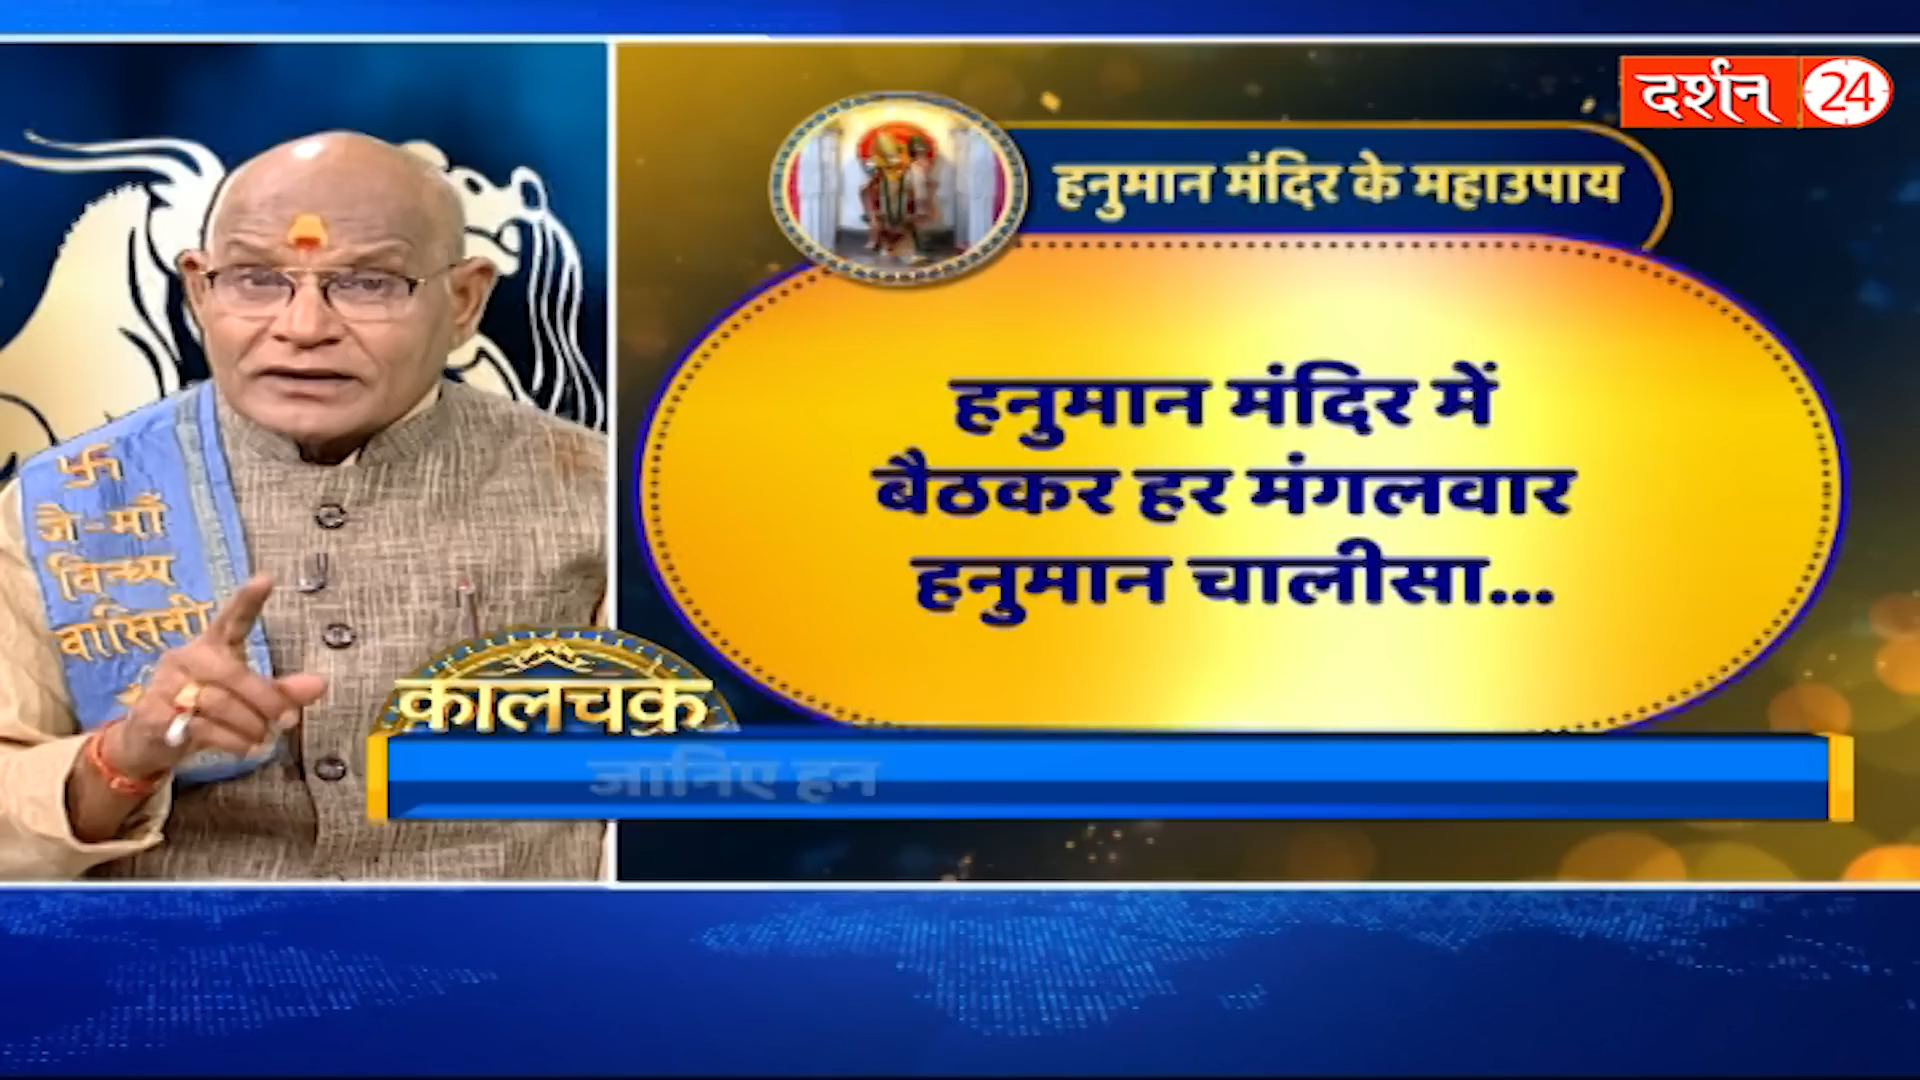 दर्शन 24
हनुमान मंदिर के महाउपाय
हनुमान मंदिर में
बैठकर हर मंगलवार
हनुमान चालीसा...
जै-माँ
विन्ध्य
वासिनी
कालचक्र
जानिए हन